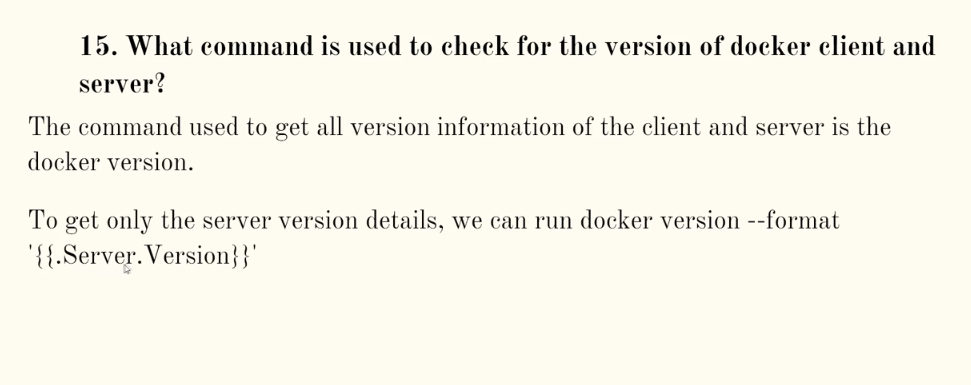 15. What command is used to check for the version of docker client and
server?
The command used to get all version information of the client and server is the
docker version.
To get only the server version details, we can run docker version --format
'{{.Server.Version}}'